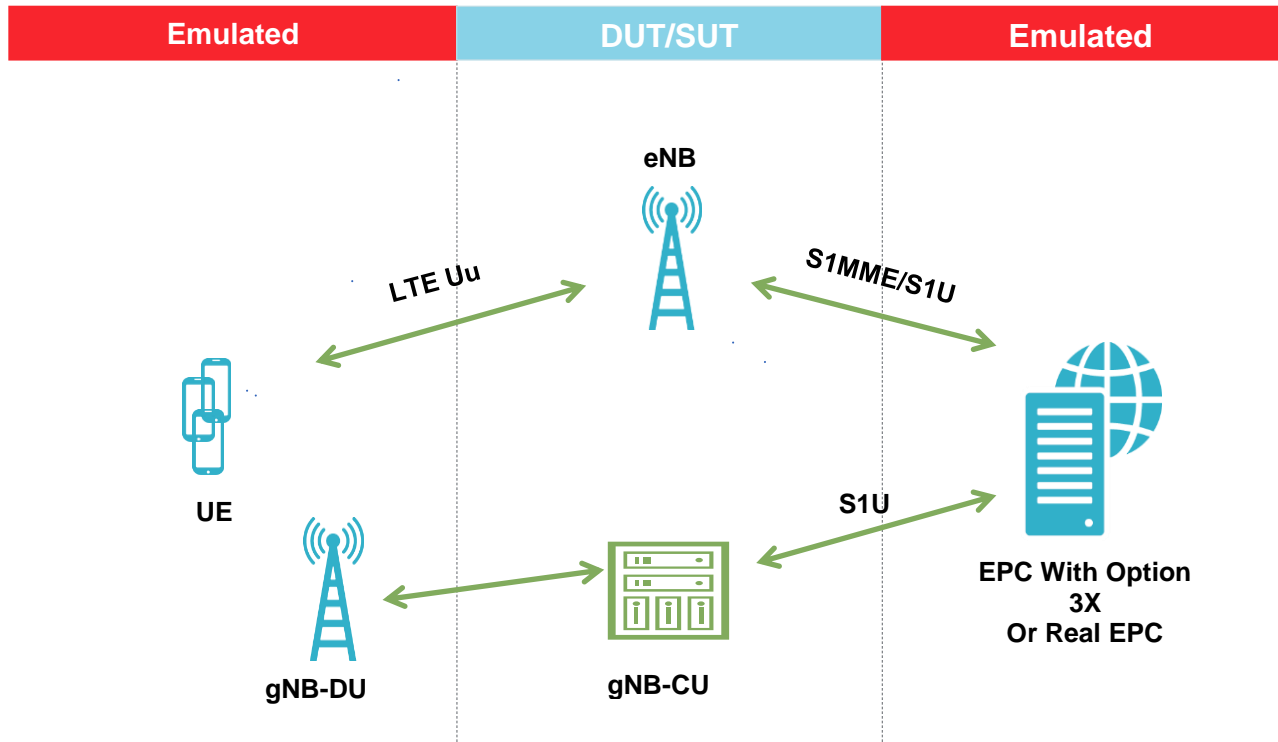 Emulated
DUT/SUT
Emulated
eNB
LTE Uu
S1MME/S1U
UE
S1U
EPC With Option
3X
Or Real EPC
gNB-DU
gNB-CU